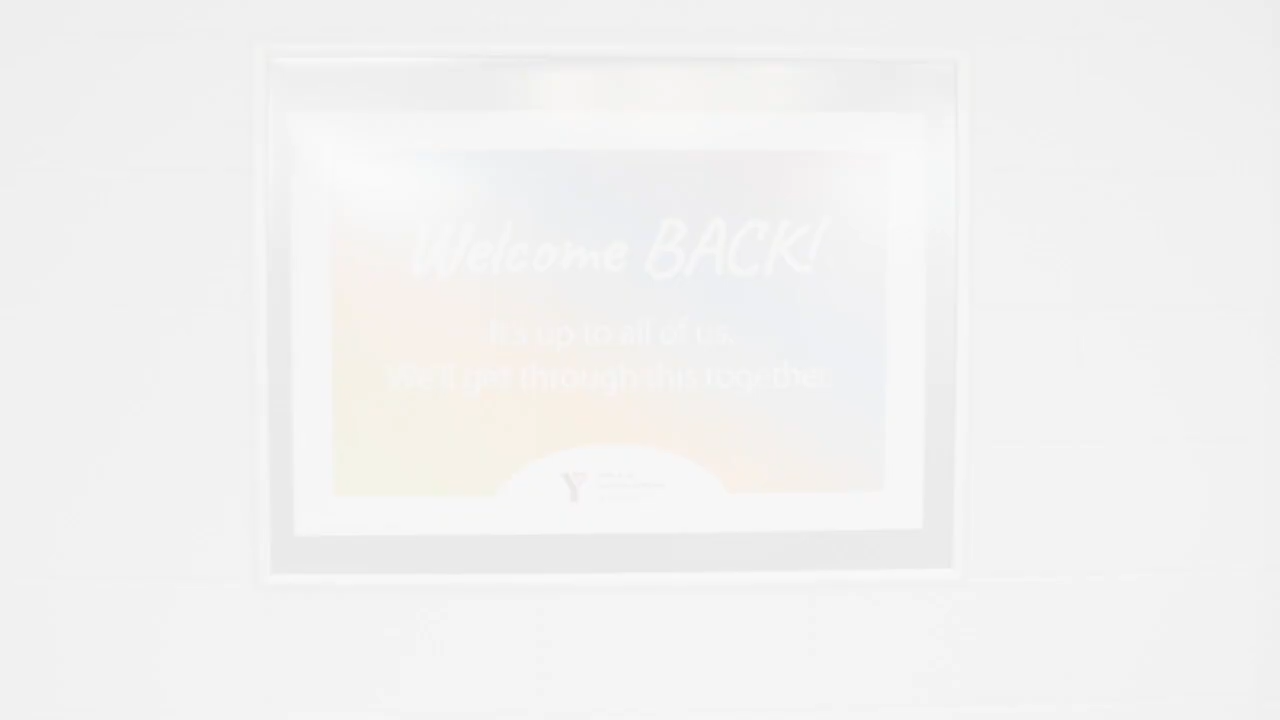 Welcome BACK!
It's up to all of us.
We'll get through this together.
Y